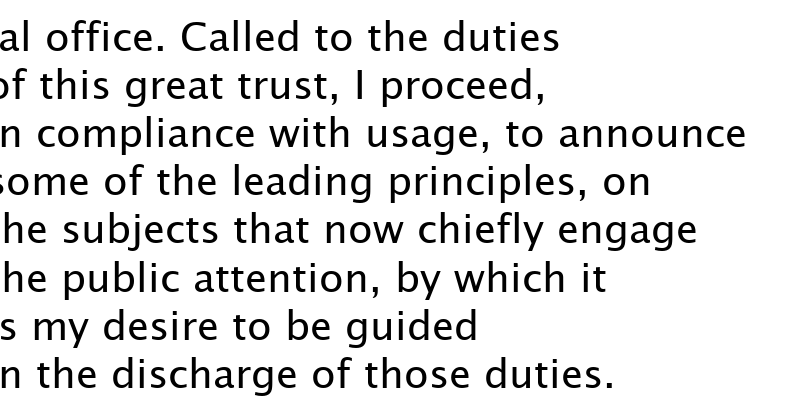 al office. Called to the duties
of this great trust, I proceed,
n compliance with usage, to announce
some of the leading principles, on
he subjects that now chiefly engage
he public attention, by which it
s my desire to be guided
n the discharge of those duties.